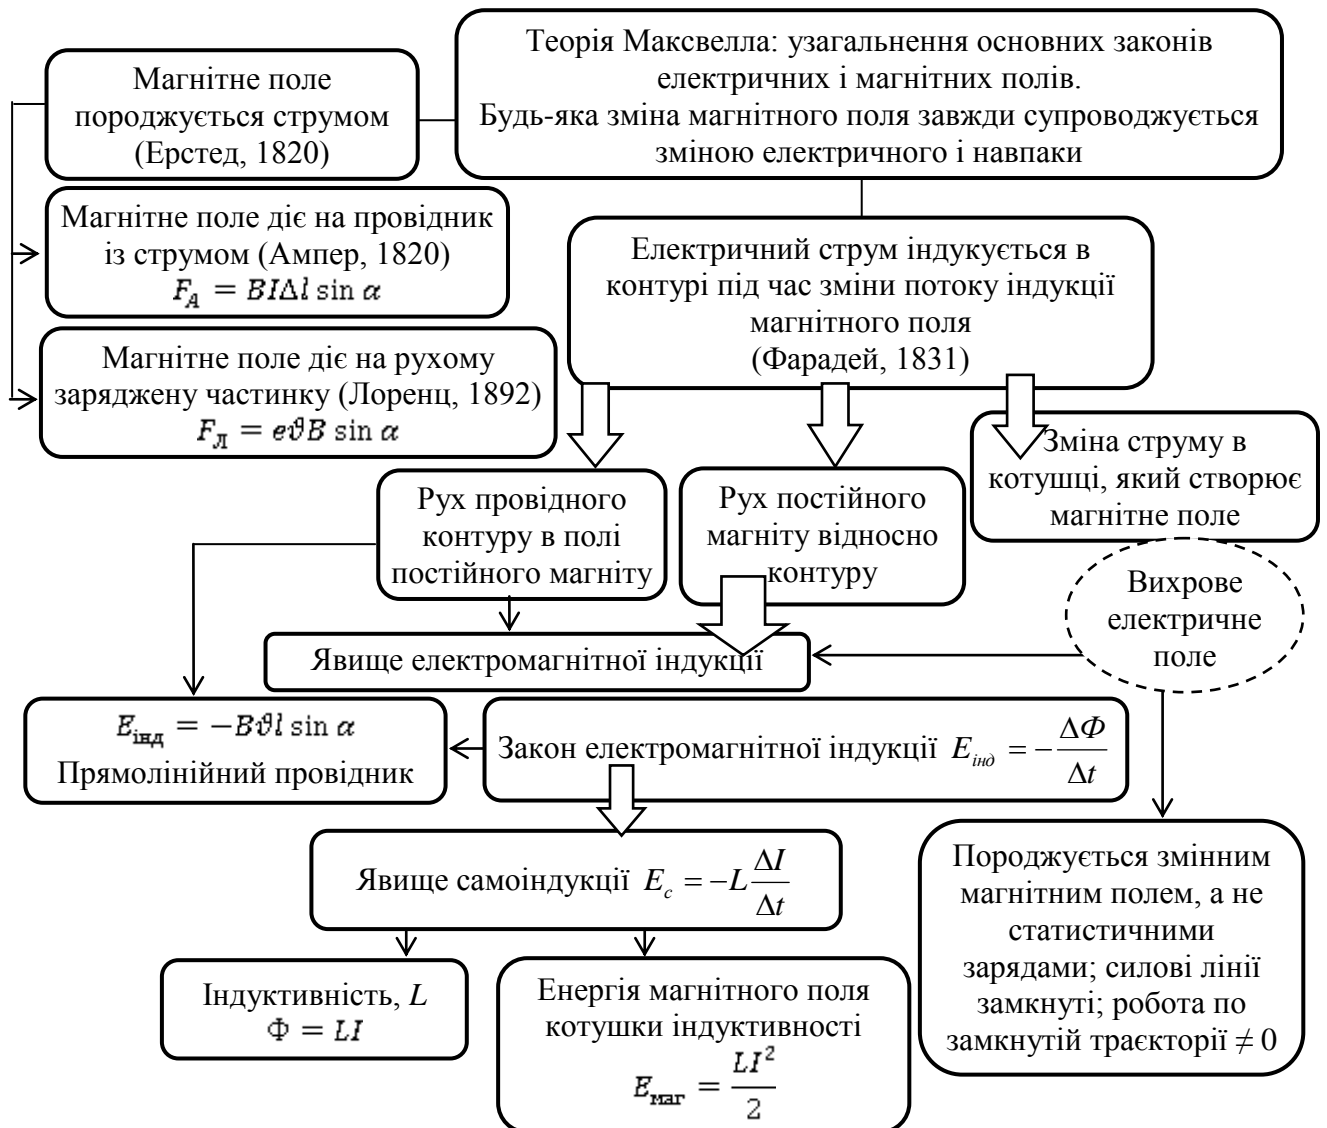 Теорія Максвелла: узагальнення основних законів
електричних і магнітних полів.
Будь-яка зміна магнітного поля завжди супроводжується
зміною електричного і навпаки
Магнітне поле
породжується струмом
(Ерстед, 1820)
Магнітне поле діє на провідник
із струмом (Ампер, 1820)
F_A = BIΔl sin α
Магнітне поле діє на рухому
заряджену частинку (Лоренц, 1892)
F_Л = eϑB sin α
Електричний струм індукується в
контурі під час зміни потоку індукції
магнітного поля
(Фарадей, 1831)
Рух провідного
контуру в полі
постійного магніту
Рух постійного
магніту відносно
контуру
Зміна струму в
котушці, який створює
магнітне поле
Вихрове
електричне
поле
Явище електромагнітної індукції
E_інд = −Bϑl sin α
Прямолінійний провідник
Закон електромагнітної індукції E_інд = −ΔΦ/Δt
Явище самоіндукції E_c = −L ΔI/Δt
Індуктивність, L
Φ = LI
Енергія магнітного поля
котушки індуктивності
E_маг = LI²/2
Породжується змінним
магнітним полем, а не
статистичними
зарядами; силові лінії
замкнуті; робота по
замкнутій траєкторії ≠ 0